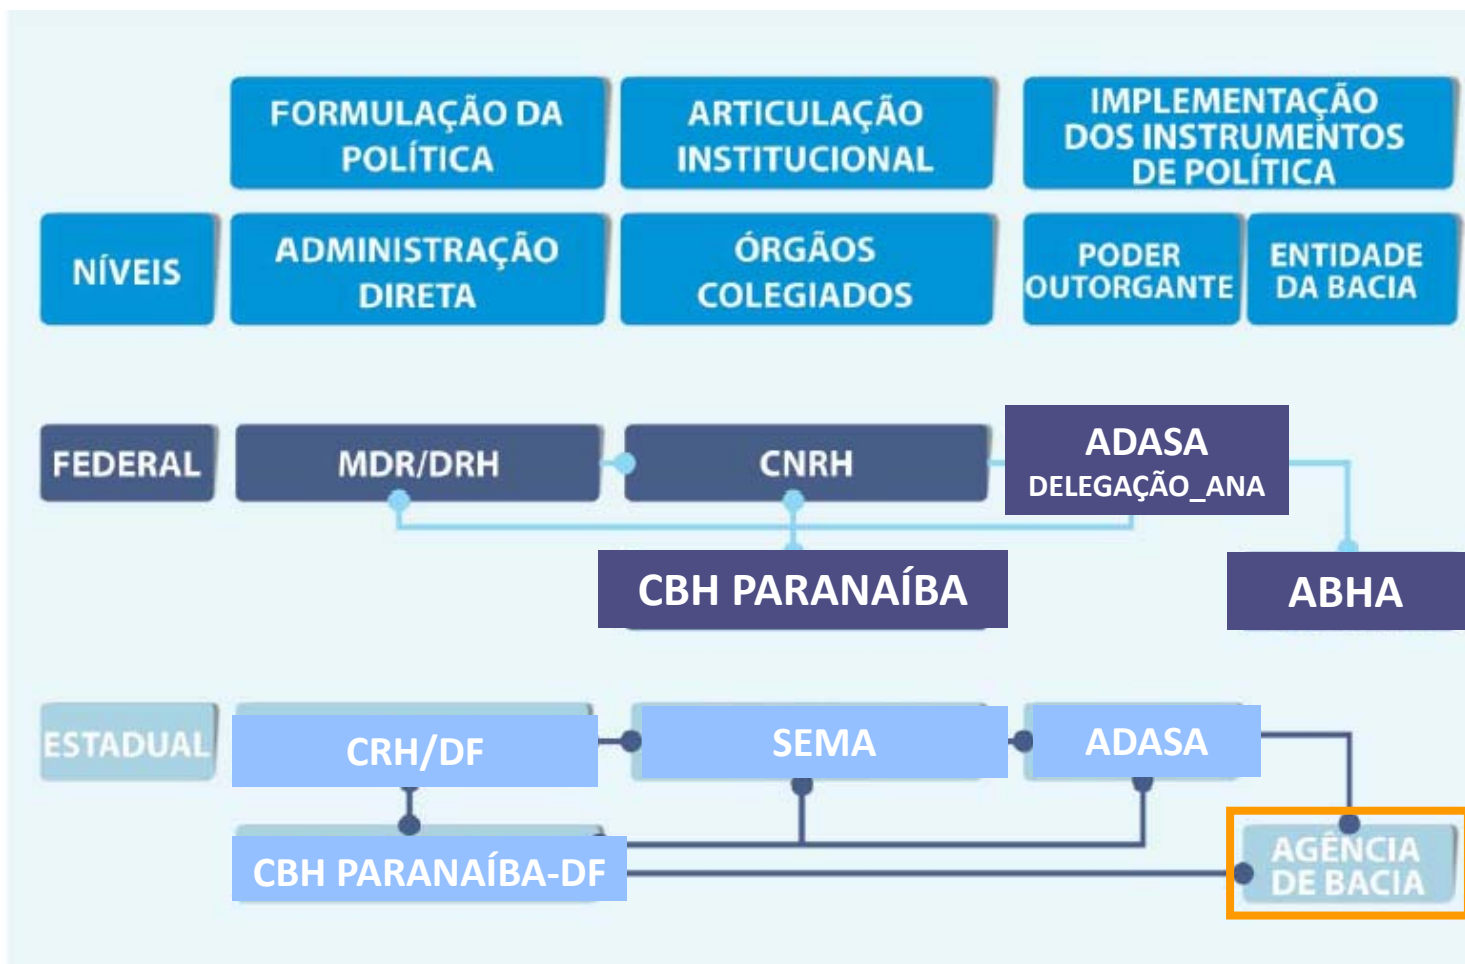 FORMULAÇÃO DA
POLÍTICA
ARTICULAÇÃO
INSTITUCIONAL
IMPLEMENTAÇÃO
DOS INSTRUMENTOS
DE POLÍTICA
NÍVEIS
ADMINISTRAÇÃO
DIRETA
ÓRGÃOS
COLEGIADOS
PODER
OUTORGANTE
ENTIDADE
DA BACIA
FEDERAL
MDR/DRH
CNRH
ADASA
DELEGAÇÃO_ANA
CBH PARANAÍBA
ABHA
ESTADUAL
CRH/DF
SEMA
ADASA
CBH PARANAÍBA-DF
AGÊNCIA
DE BACIA